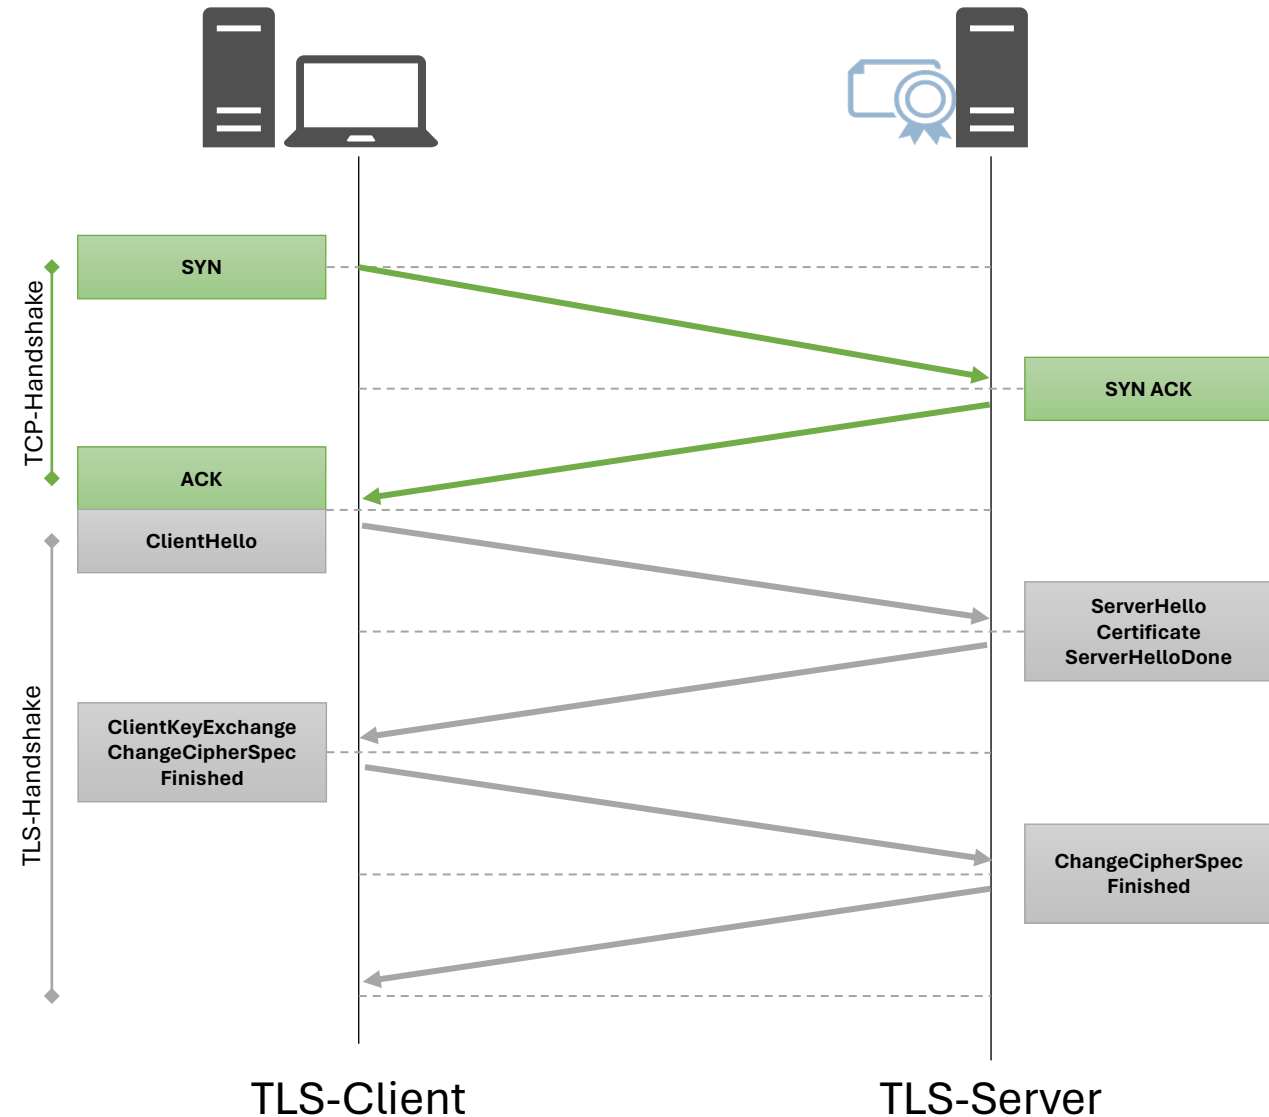 SYN
TCP-Handshake
SYN ACK
ACK
ClientHello
ServerHello
Certificate
ServerHelloDone
TLS-Handshake
ClientKeyExchange
ChangeCipherSpec
Finished
ChangeCipherSpec
Finished
TLS-Client
TLS-Server